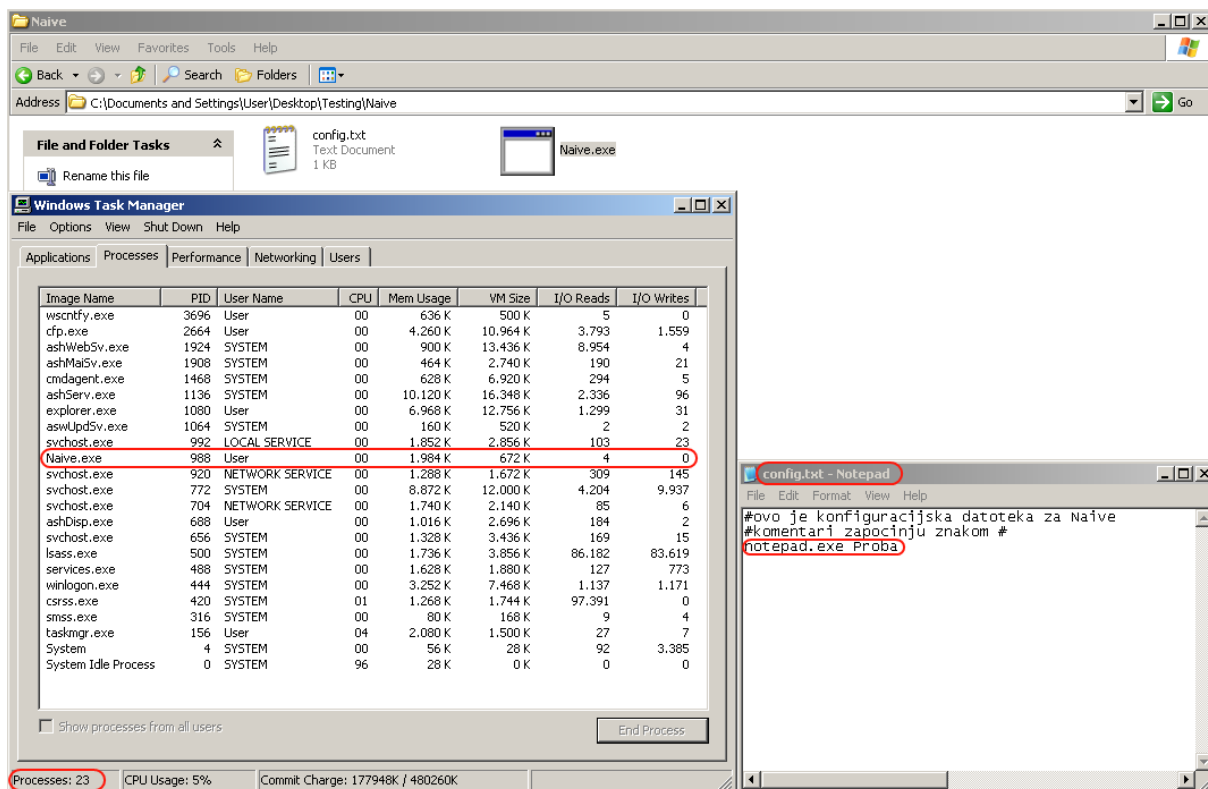 Naive
File Edit View Favorites Tools Help
Back Search Folders
Address C:\Documents and Settings\User\Desktop\Testing\Naive Go
File and Folder Tasks
Rename this file
config.txt
Text Document
1 KB
Naive.exe
Windows Task Manager
File Options View Shut Down Help
Applications Processes Performance Networking Users
Image Name PID User Name CPU Mem Usage VM Size I/O Reads I/O Writes
wscntfy.exe 3696 User 00 636 K 500 K 5 0
cfp.exe 2664 User 00 4.260 K 10.964 K 3.793 1.559
ashWebSv.exe 1924 SYSTEM 00 900 K 13.436 K 8.954 4
ashMaiSv.exe 1908 SYSTEM 00 464 K 2.740 K 190 21
cmdagent.exe 1468 SYSTEM 00 628 K 6.920 K 294 5
ashServ.exe 1136 SYSTEM 00 10.120 K 16.348 K 2.336 96
explorer.exe 1080 User 00 6.968 K 12.756 K 1.299 31
aswUpdSv.exe 1064 SYSTEM 00 160 K 520 K 2 2
svchost.exe 992 LOCAL SERVICE 00 1.852 K 2.856 K 103 23
Naive.exe 988 User 00 1.984 K 672 K 4 0
svchost.exe 920 NETWORK SERVICE 00 1.288 K 1.672 K 309 145
svchost.exe 772 SYSTEM 00 8.872 K 12.000 K 4.204 9.937
svchost.exe 704 NETWORK SERVICE 00 1.740 K 2.140 K 85 6
ashDisp.exe 688 User 00 1.016 K 2.696 K 184 2
svchost.exe 656 SYSTEM 00 1.328 K 3.436 K 169 15
lsass.exe 500 SYSTEM 00 1.736 K 3.856 K 86.182 83.619
services.exe 488 SYSTEM 00 1.628 K 1.880 K 127 773
winlogon.exe 444 SYSTEM 00 3.252 K 7.468 K 1.137 1.171
csrss.exe 420 SYSTEM 01 1.268 K 1.744 K 97.391 0
smss.exe 316 SYSTEM 00 80 K 168 K 9 4
taskmgr.exe 156 User 04 2.080 K 1.500 K 27 7
System 4 SYSTEM 00 56 K 28 K 92 3.385
System Idle Process 0 SYSTEM 96 28 K 0 K 0 0
Show processes from all users End Process
Processes: 23 CPU Usage: 5% Commit Charge: 177948K / 480260K
config.txt - Notepad
File Edit Format View Help
#ovo je konfiguracijska datoteka za Naive
#komentari zapocinju znakom #
notepad.exe Proba